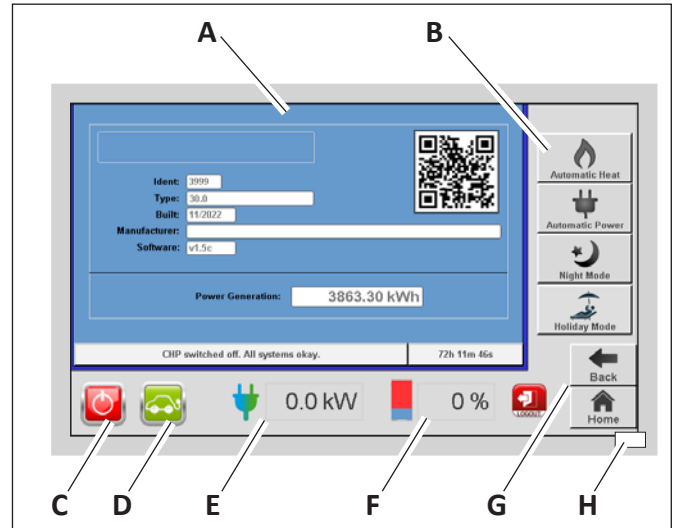 A
B
Ident: 3999
Type: 30.0
Built: 11/2022
Manufacturer:
Software: v1.5c
Power Generation: 3863.30 kWh
CHP switched off. All systems okay. 72h 11m 46s
Automatic Heat
Automatic Power
Night Mode
Holiday Mode
Back
Home
0.0 kW
0 %
LOGOUT
C D E F G H